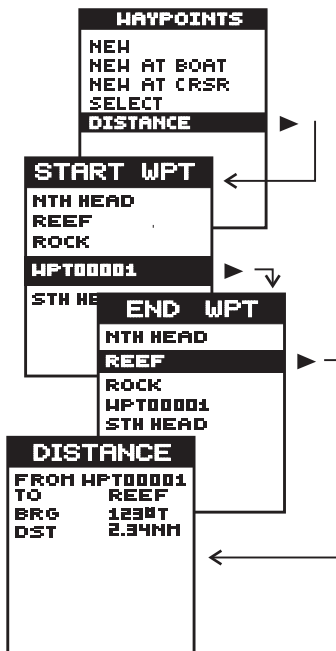 WAYPOINTS
NEW
NEW AT BOAT
NEW AT CRSR
SELECT
DISTANCE
START WPT
NTH HEAD
REEF
ROCK
WPT00001
STH HE
END WPT
NTH HEAD
REEF
ROCK
WPT00001
STH HEAD
DISTANCE
FROM WPT00001
TO REEF
BRG 123°T
DST 2.34NM